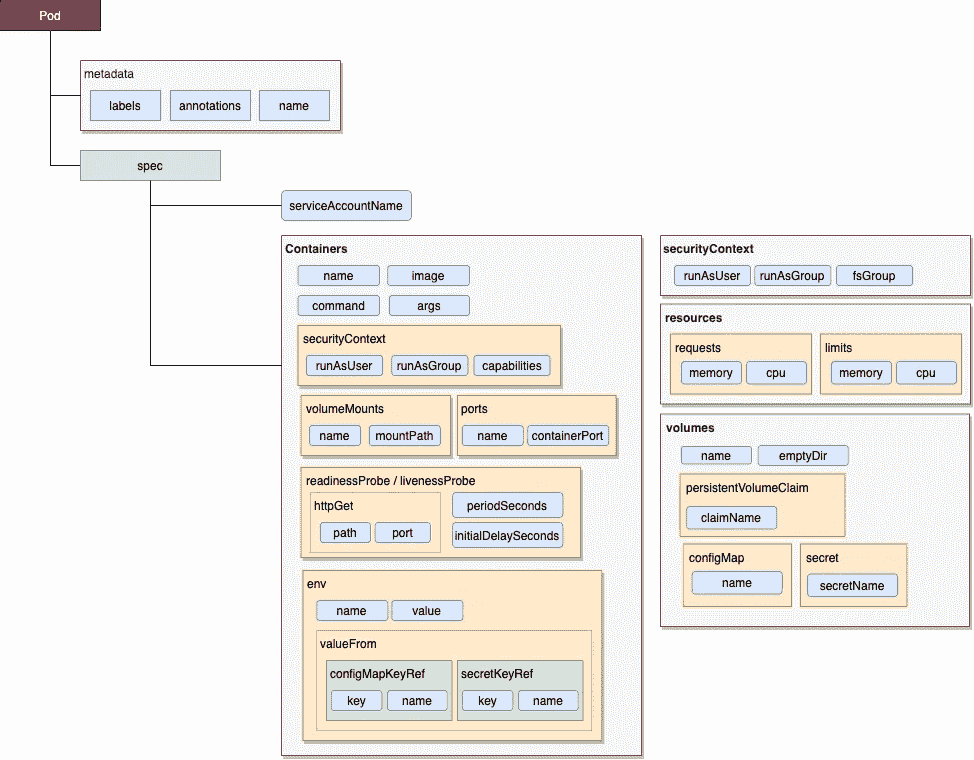 Pod
metadata
labels annotations name
spec
serviceAccountName
Containers
name image
command args
securityContext
runAsUser runAsGroup capabilities
volumeMounts
name mountPath
ports
name containerPort
readinessProbe / livenessProbe
httpGet
path port
periodSeconds
initialDelaySeconds
env
name value
valueFrom
configMapKeyRef
key name
secretKeyRef
key name
securityContext
runAsUser runAsGroup fsGroup
resources
requests
memory cpu
limits
memory cpu
volumes
name emptyDir
persistentVolumeClaim
claimName
configMap
name
secret
secretName